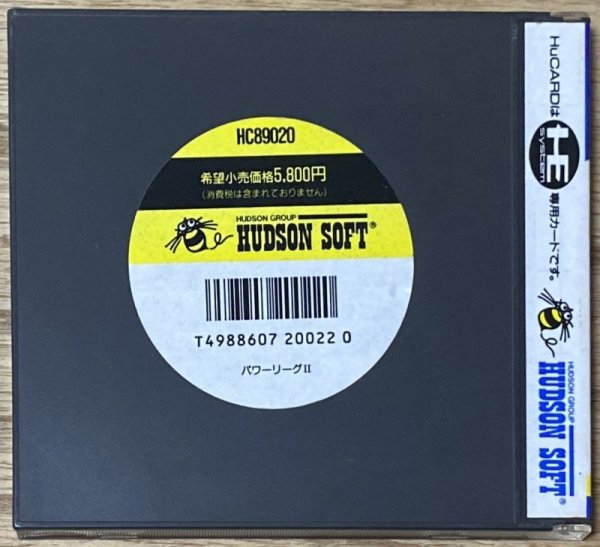 HC89020
希望小売価格5,800円
(消費税は含まれておりません)
HUDSON GROUP
HUDSON SOFT®
T4988607 20022 0
パワーリーグII
HuCARDは
HE
SYSTEM
専用カードです。
HUDSON GROUP
HUDSON SOFT®